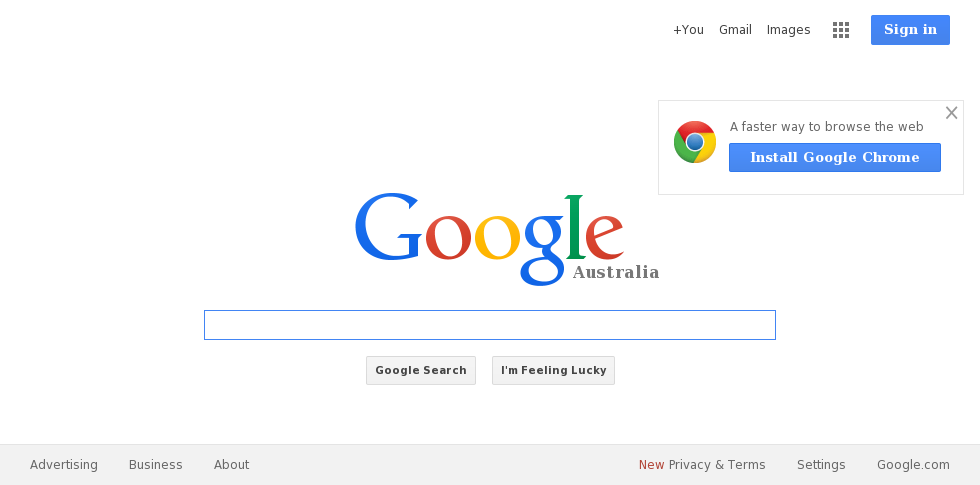 +You Gmail Images Sign in
A faster way to browse the web
Install Google Chrome
Google
Australia
Google Search I'm Feeling Lucky
Advertising Business About New Privacy & Terms Settings Google.com